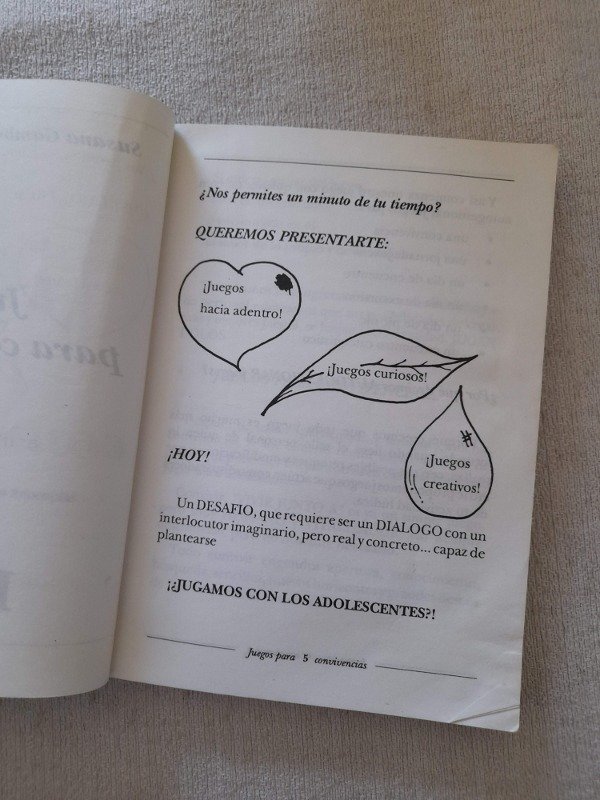 ¿Nos permites un minuto de tu tiempo?
QUEREMOS PRESENTARTE:
¡Juegos
hacia adentro!
¡Juegos curiosos!
¡Juegos
creativos!
¡HOY!
Un DESAFIO, que requiere ser un DIALOGO con un
interlocutor imaginario, pero real y concreto... capaz de
plantearse
¡¿JUGAMOS CON LOS ADOLESCENTES?!
Juegos para 5 convivencias